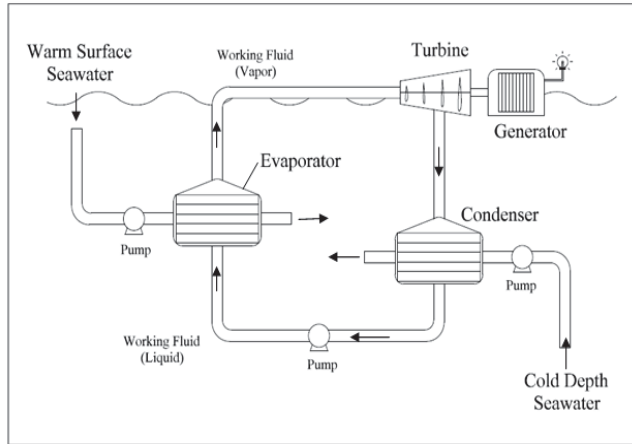 Warm Surface
Seawater
Working Fluid
(Vapor)
Turbine
Generator
Evaporator
Condenser
Pump
Pump
Working Fluid
(Liquid)
Pump
Cold Depth
Seawater